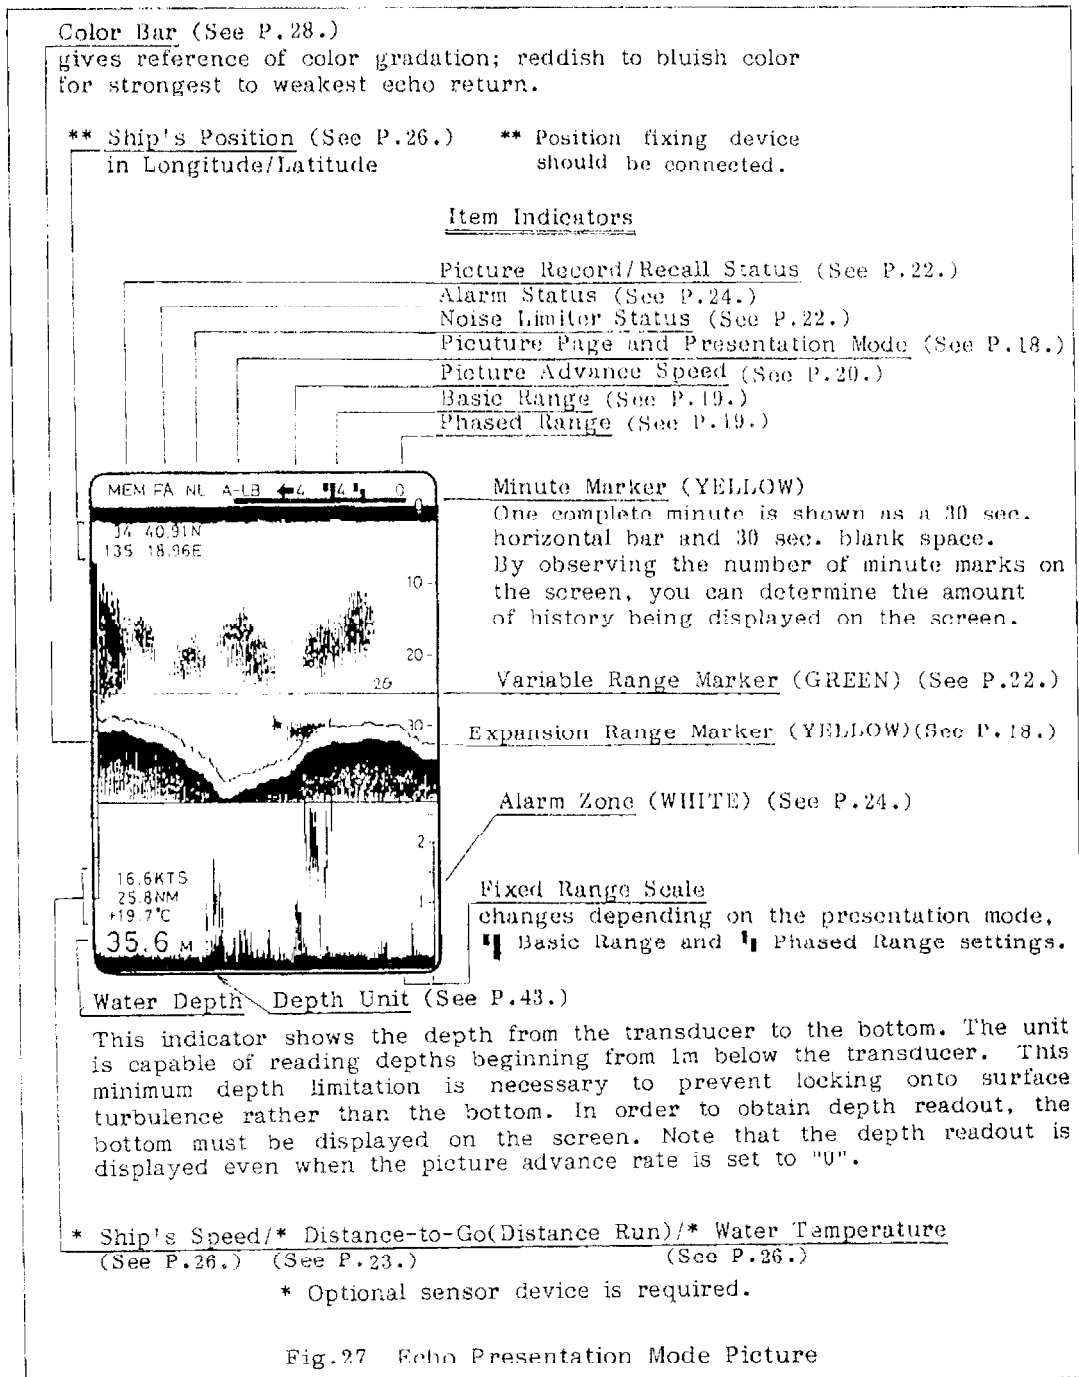 Color Bar (See P.28.)
gives reference of color gradation; reddish to bluish color
for strongest to weakest echo return.
** Ship's Position (See P.26.)
in Longitude/Latitude
** Position fixing device
should be connected.
Item Indicators
Picture Record/Recall Status (See P.22.)
Alarm Status (See P.24.)
Noise Limiter Status (See P.22.)
Picuture Page and Presentation Mode (See P.18.)
Picture Advance Speed (See P.20.)
Basic Range (See P.19.)
Phased Range (See P.19.)
MEM FA NL A-LB 4 4 0
0
34 40.91N
135 18.96E
10
20
26
30
2
1
16.6KTS
25.8NM
+19.7°C
35.6 M
Minute Marker (YELLOW)
One complete minute is shown as a 30 sec.
horizontal bar and 30 sec. blank space.
By observing the number of minute marks on
the screen, you can determine the amount
of history being displayed on the screen.
Variable Range Marker (GREEN) (See P.22.)
Expansion Range Marker (YELLOW)(See P.18.)
Alarm Zone (WHITE) (See P.24.)
Fixed Range Scale
changes depending on the presentation mode,
Basic Range and Phased Range settings.
Water Depth Depth Unit (See P.43.)
This indicator shows the depth from the transducer to the bottom. The unit
is capable of reading depths beginning from 1m below the transducer. This
minimum depth limitation is necessary to prevent locking onto surface
turbulence rather than the bottom. In order to obtain depth readout, the
bottom must be displayed on the screen. Note that the depth readout is
displayed even when the picture advance rate is set to "0".
* Ship's Speed/* Distance-to-Go(Distance Run)/* Water Temperature
(See P.26.) (See P.23.) (See P.26.)
* Optional sensor device is required.
Fig.27 Echo Presentation Mode Picture